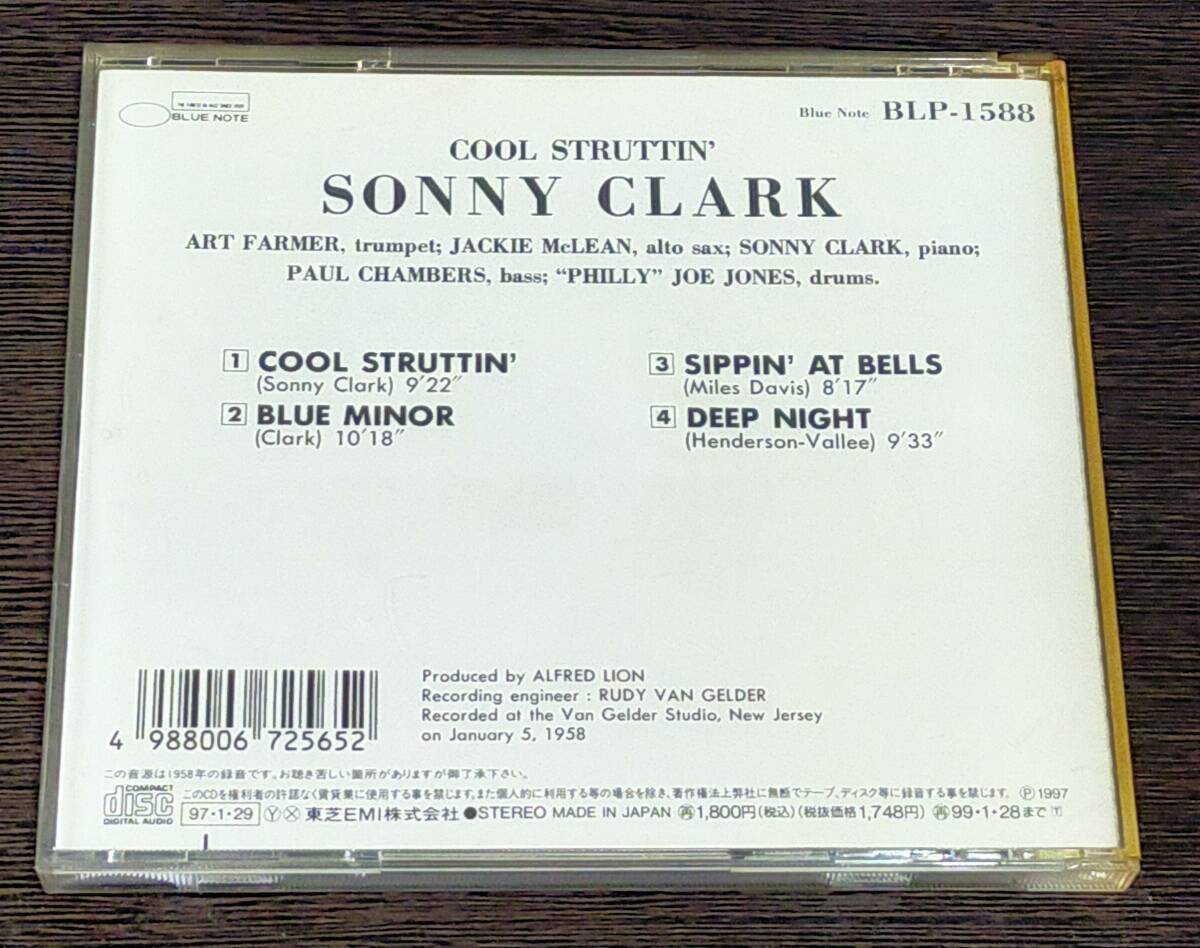 THE FINEST IN JAZZ SINCE 1939
BLUE NOTE
Blue Note BLP-1588
COOL STRUTTIN'
SONNY CLARK
ART FARMER, trumpet; JACKIE McLEAN, alto sax; SONNY CLARK, piano;
PAUL CHAMBERS, bass; “PHILLY” JOE JONES, drums.
1 COOL STRUTTIN'
(Sonny Clark) 9'22"
2 BLUE MINOR
(Clark) 10'18"
3 SIPPIN' AT BELLS
(Miles Davis) 8'17"
4 DEEP NIGHT
(Henderson-Vallee) 9'33"
Produced by ALFRED LION
Recording engineer : RUDY VAN GELDER
Recorded at the Van Gelder Studio, New Jersey
on January 5, 1958
4 988006 725652
この音源は1958年の録音です。お聴き苦しい箇所がありますが御了承下さい。
COMPACT disc DIGITAL AUDIO
このCDを権利者の許諾なく賃貸業に使用する事を禁じます。また個人的に利用する等の場合を除き、著作権法上弊社に無断でテープ、ディスク等に録音する事を禁じます。 Ⓟ1997
97・1・29 Ⓨ Ⓧ 東芝EMI株式会社 ●STEREO MADE IN JAPAN ㊢1,800円(税込)(税抜価格1,748円) ㊢99・1・28まで T